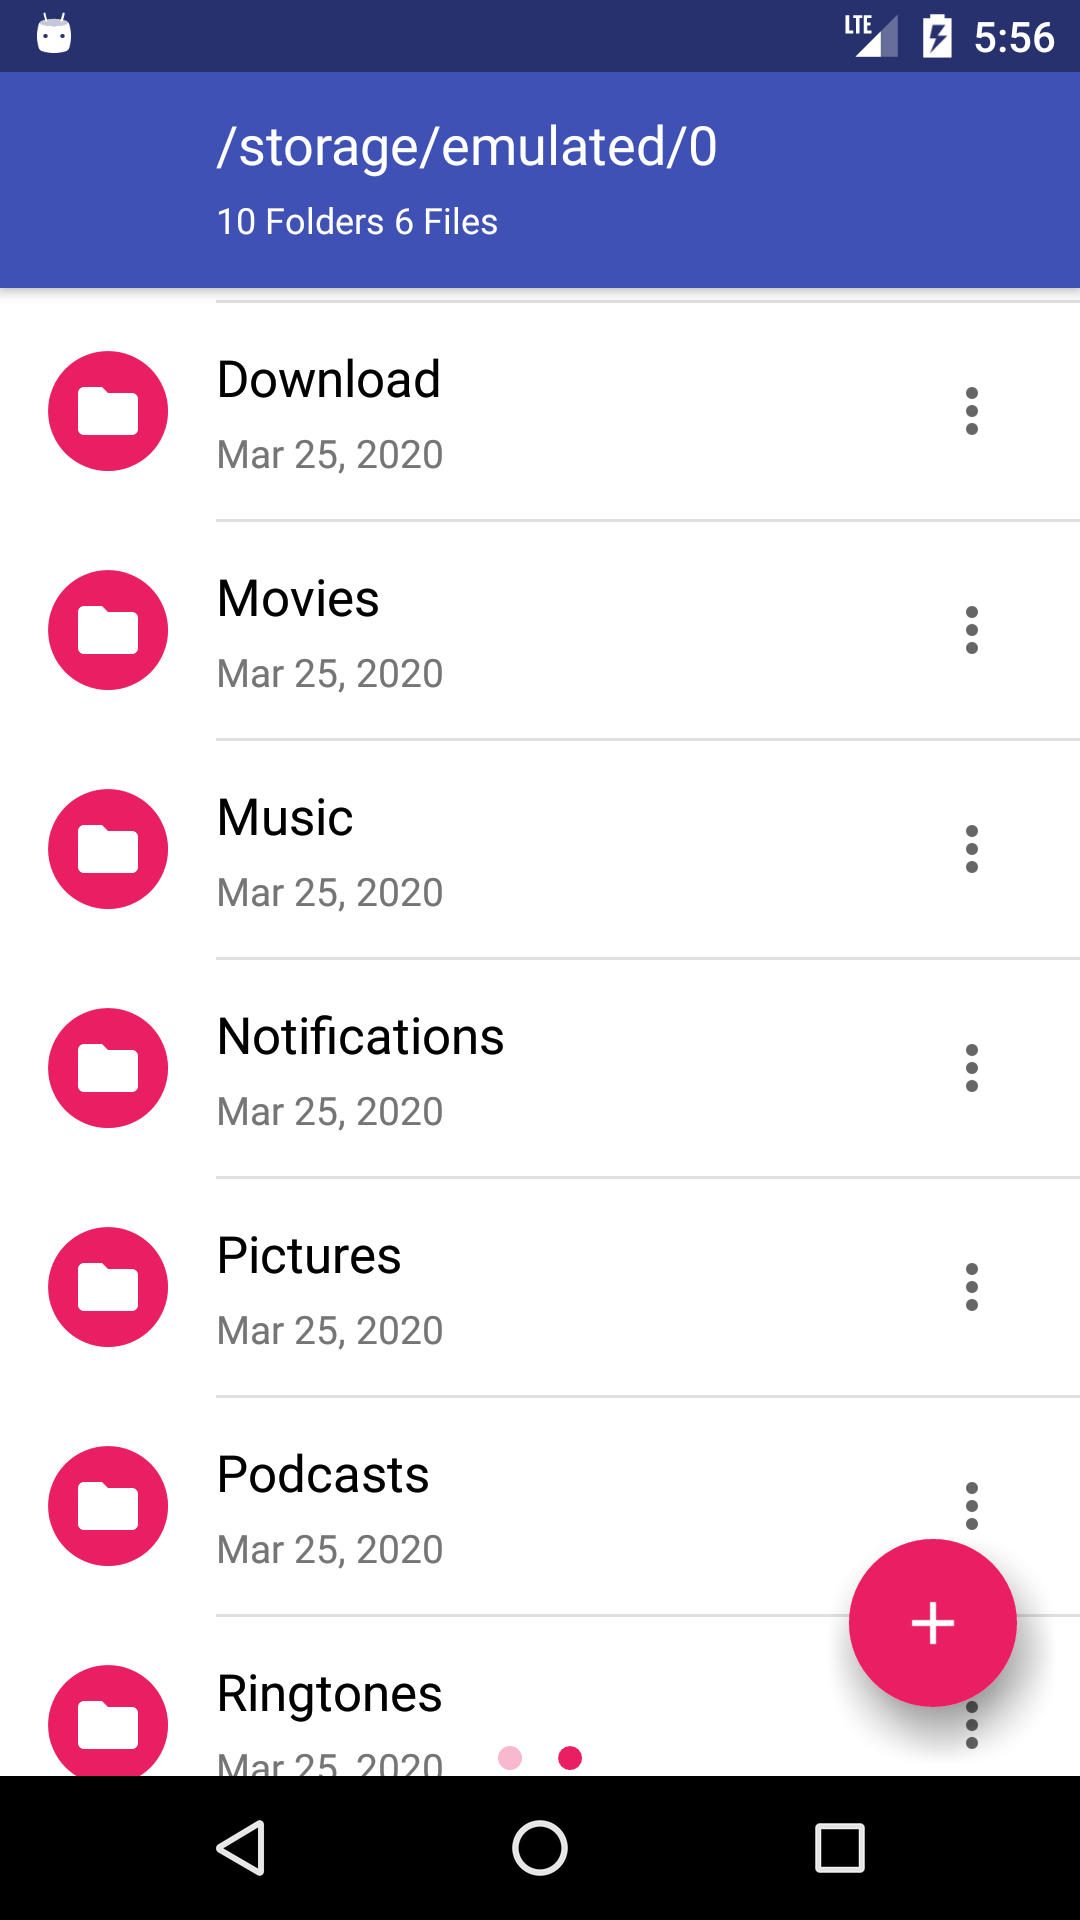 LTE 5:56
/storage/emulated/0
10 Folders 6 Files
Download
Mar 25, 2020
Movies
Mar 25, 2020
Music
Mar 25, 2020
Notifications
Mar 25, 2020
Pictures
Mar 25, 2020
Podcasts
Mar 25, 2020
Ringtones
Mar 25, 2020